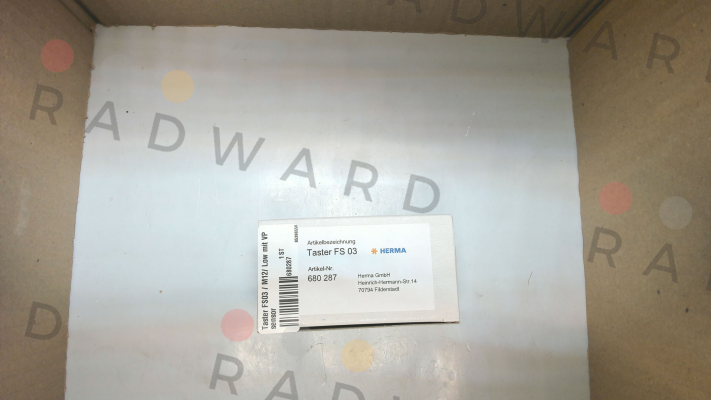 RADWARD
Taster FS03 / M12/ Low mit VP
1 ST
680287
Artikelbezeichnung
Taster FS 03
HERMA
Artikel-Nr.
680 287
Herma GmbH
Heinrich-Hermann-Str.14
70794 Filderstadt
RADWARD